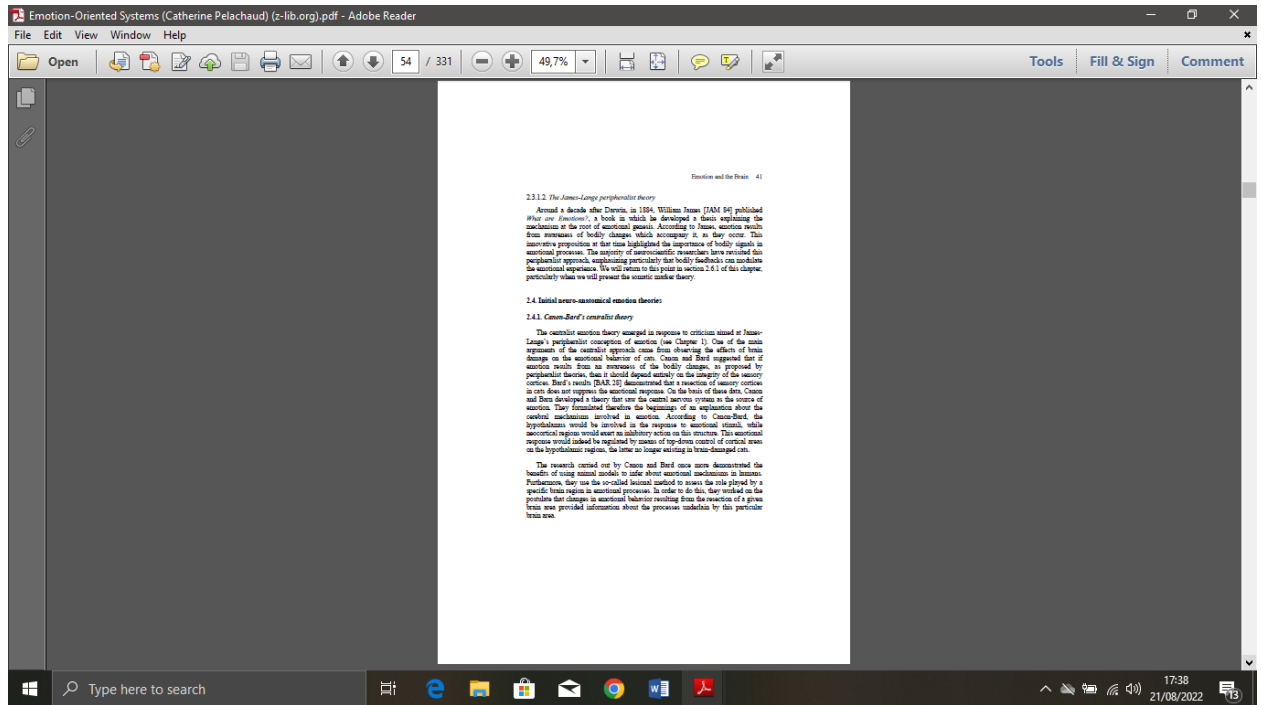 Emotion-Oriented Systems (Catherine Pelachaud) (z-lib.org).pdf - Adobe Reader
File Edit View Window Help
Open 54 / 331 49,7% Tools Fill & Sign Comment
Emotion and the Brain 41
2.3.1.2. The James-Lange peripheralist theory
Around a decade after Darwin, in 1884, William James [JAM 84] published
What are Emotions?, a book in which he developed a thesis explaining the
mechanism at the root of emotional genesis. According to James, emotion results
from awareness of bodily changes which accompany it, as they occur. This
innovative proposition at that time highlighted the importance of bodily signals in
emotional processes. The majority of neuroscientific researchers have revisited this
peripheralist approach, emphasizing particularly that bodily feedbacks can modulate
the emotional experience. We will return to this point in section 2.6.1 of this chapter,
particularly when we will present the somatic marker theory.
2.4. Initial neuro-anatomical emotion theories
2.4.1. Canon-Bard's centralist theory
The centralist emotion theory emerged in response to criticism aimed at James-
Lange's peripheralist conception of emotion (see Chapter 1). One of the main
arguments of the centralist approach came from observing the effects of brain
damage on the emotional behavior of cats. Canon and Bard suggested that if
emotion results from an awareness of the bodily changes, as proposed by
peripheralist theories, then it should depend entirely on the integrity of the sensory
cortices. Bard's results [BAR 28] demonstrated that a resection of sensory cortices
in cats does not suppress the emotional response. On the basis of these data, Canon
and Barn developed a theory that saw the central nervous system as the source of
emotion. They formulated therefore the beginnings of an explanation about the
cerebral mechanisms involved in emotion. According to Canon-Bard, the
hypothalamus would be involved in the response to emotional stimuli, while
neocortical regions would exert an inhibitory action on this structure. This emotional
response would indeed be regulated by means of top-down control of cortical areas
on the hypothalamic regions, the latter no longer existing in brain-damaged cats.
The research carried out by Canon and Bard once more demonstrated the
benefits of using animal models to infer about emotional mechanisms in humans.
Furthermore, they use the so-called lesional method to assess the role played by a
specific brain region in emotional processes. In order to do this, they worked on the
postulate that changes in emotional behavior resulting from the resection of a given
brain area provided information about the processes underlain by this particular
brain area.
Type here to search
17:38
21/08/2022
13